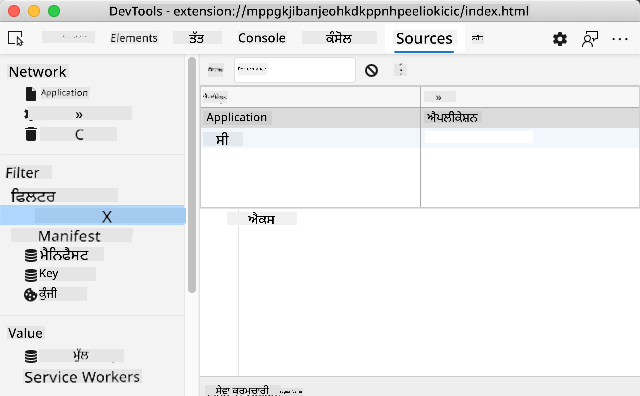 DevTools - extension://mppgkjibanjeohkdkppnhpeeliokicic/index.html
Elements ਤੱਤ Console ਕੰਸੋਲ Sources
Network
Application
»
C
Filter
ਫਿਲਟਰ
X
Manifest
ਮੈਨਿਫੈਸਟ
Key
ਕੁੰਜੀ
Value
ਮੁੱਲ
Service Workers
»
Application ਐਪਲੀਕੇਸ਼ਨ
ਸੀ
ਐਕਸ
ਸੇਵਾ ਕਰਮਚਾਰੀ